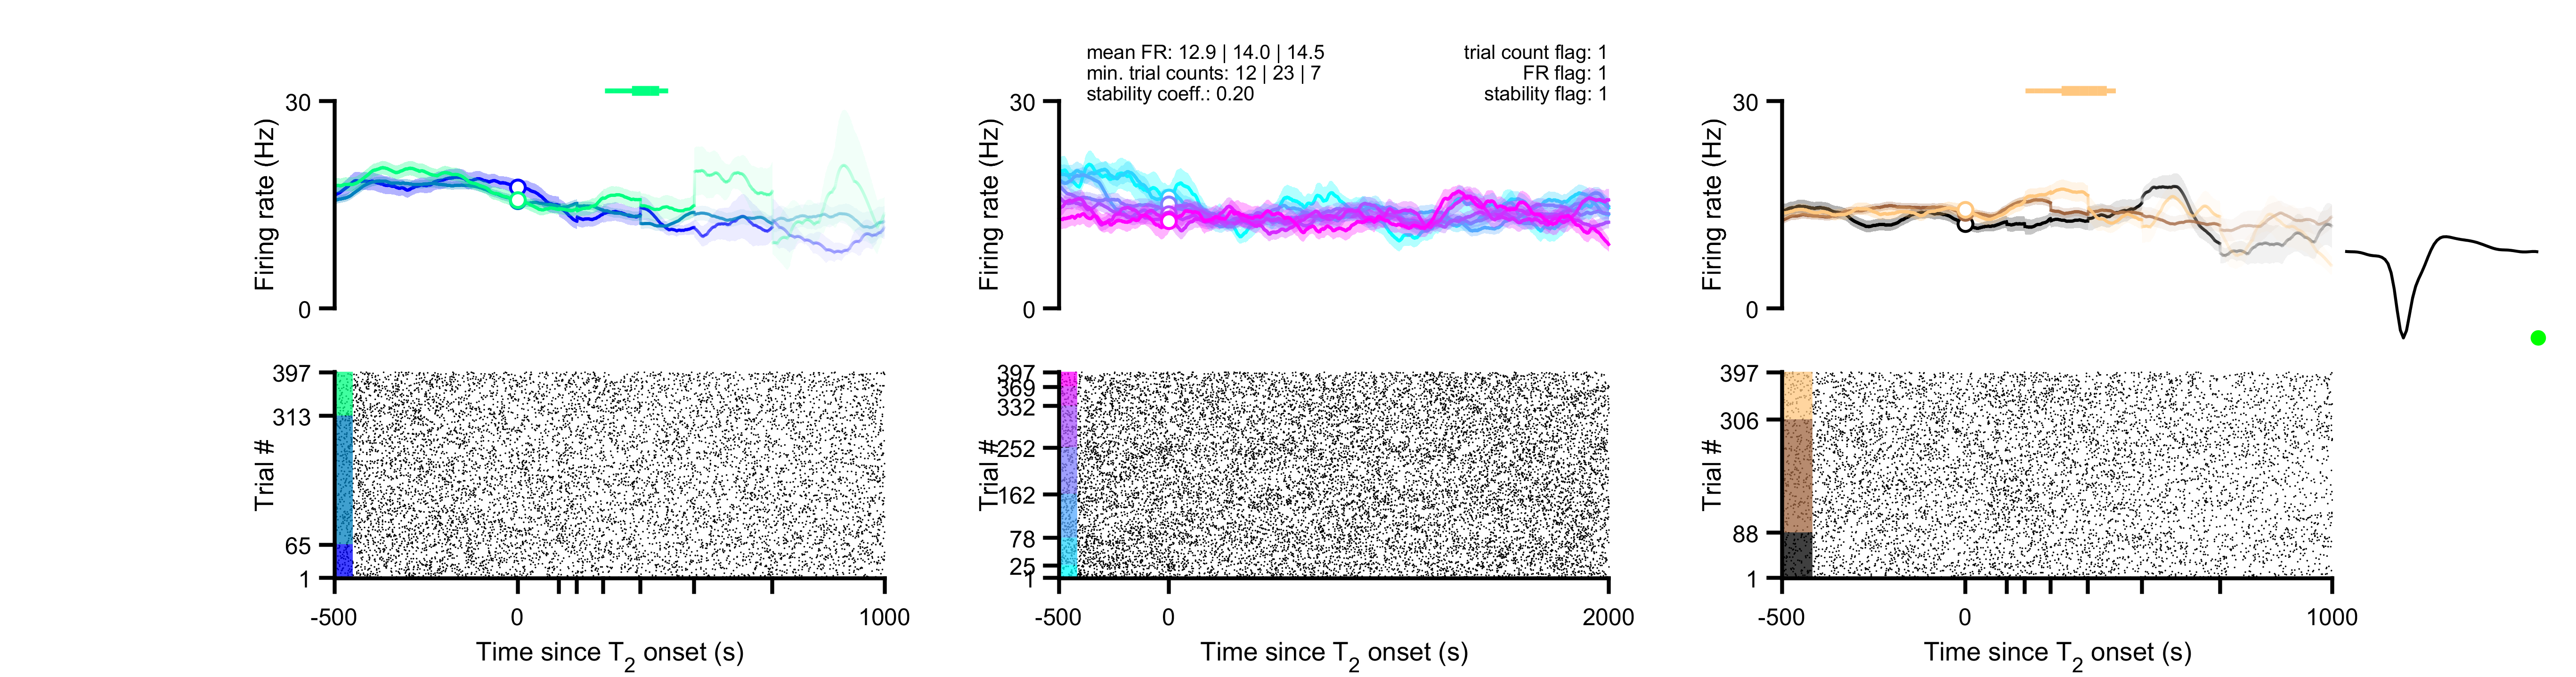 mean FR: 12.9 | 14.0 | 14.5
min. trial counts: 12 | 23 | 7
stability coeff.: 0.20
trial count flag: 1
FR flag: 1
stability flag: 1
Firing rate (Hz)
30
0
Firing rate (Hz)
30
0
Firing rate (Hz)
30
0
Trial #
397
313
65
1
-500
0
1000
Time since T2 onset (s)
Trial #
397
369
332
252
162
78
25
1
-500
0
2000
Time since T2 onset (s)
Trial #
397
306
88
1
-500
0
1000
Time since T2 onset (s)